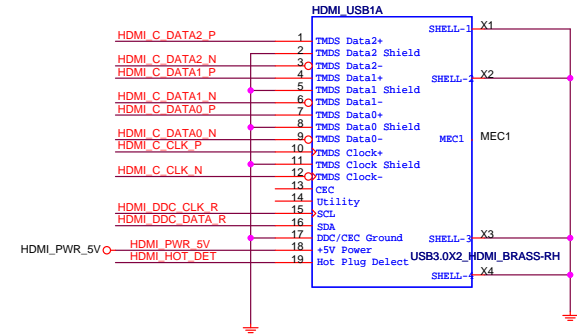 HDMI_USB1A
HDMI_C_DATA2_P 1 TMDS Data2+ SHELL-1 X1
2 TMDS Data2 Shield
HDMI_C_DATA2_N 3 TMDS Data2-
HDMI_C_DATA1_P 4 TMDS Data1+ SHELL-2 X2
5 TMDS Data1 Shield
HDMI_C_DATA1_N 6 TMDS Data1-
HDMI_C_DATA0_P 7 TMDS Data0+
8 TMDS Data0 Shield
HDMI_C_DATA0_N 9 TMDS Data0- MEC1 MEC1
HDMI_C_CLK_P 10 TMDS Clock+
11 TMDS Clock Shield
HDMI_C_CLK_N 12 TMDS Clock-
13 CEC
14 Utility
HDMI_DDC_CLK_R 15 SCL
HDMI_DDC_DATA_R 16 SDA
17 DDC/CEC Ground SHELL-3 X3
HDMI_PWR_5V HDMI_PWR_5V 18 +5V Power
HDMI_HOT_DET 19 Hot Plug Delect USB3.0X2_HDMI_BRASS-RH
SHELL-4 X4